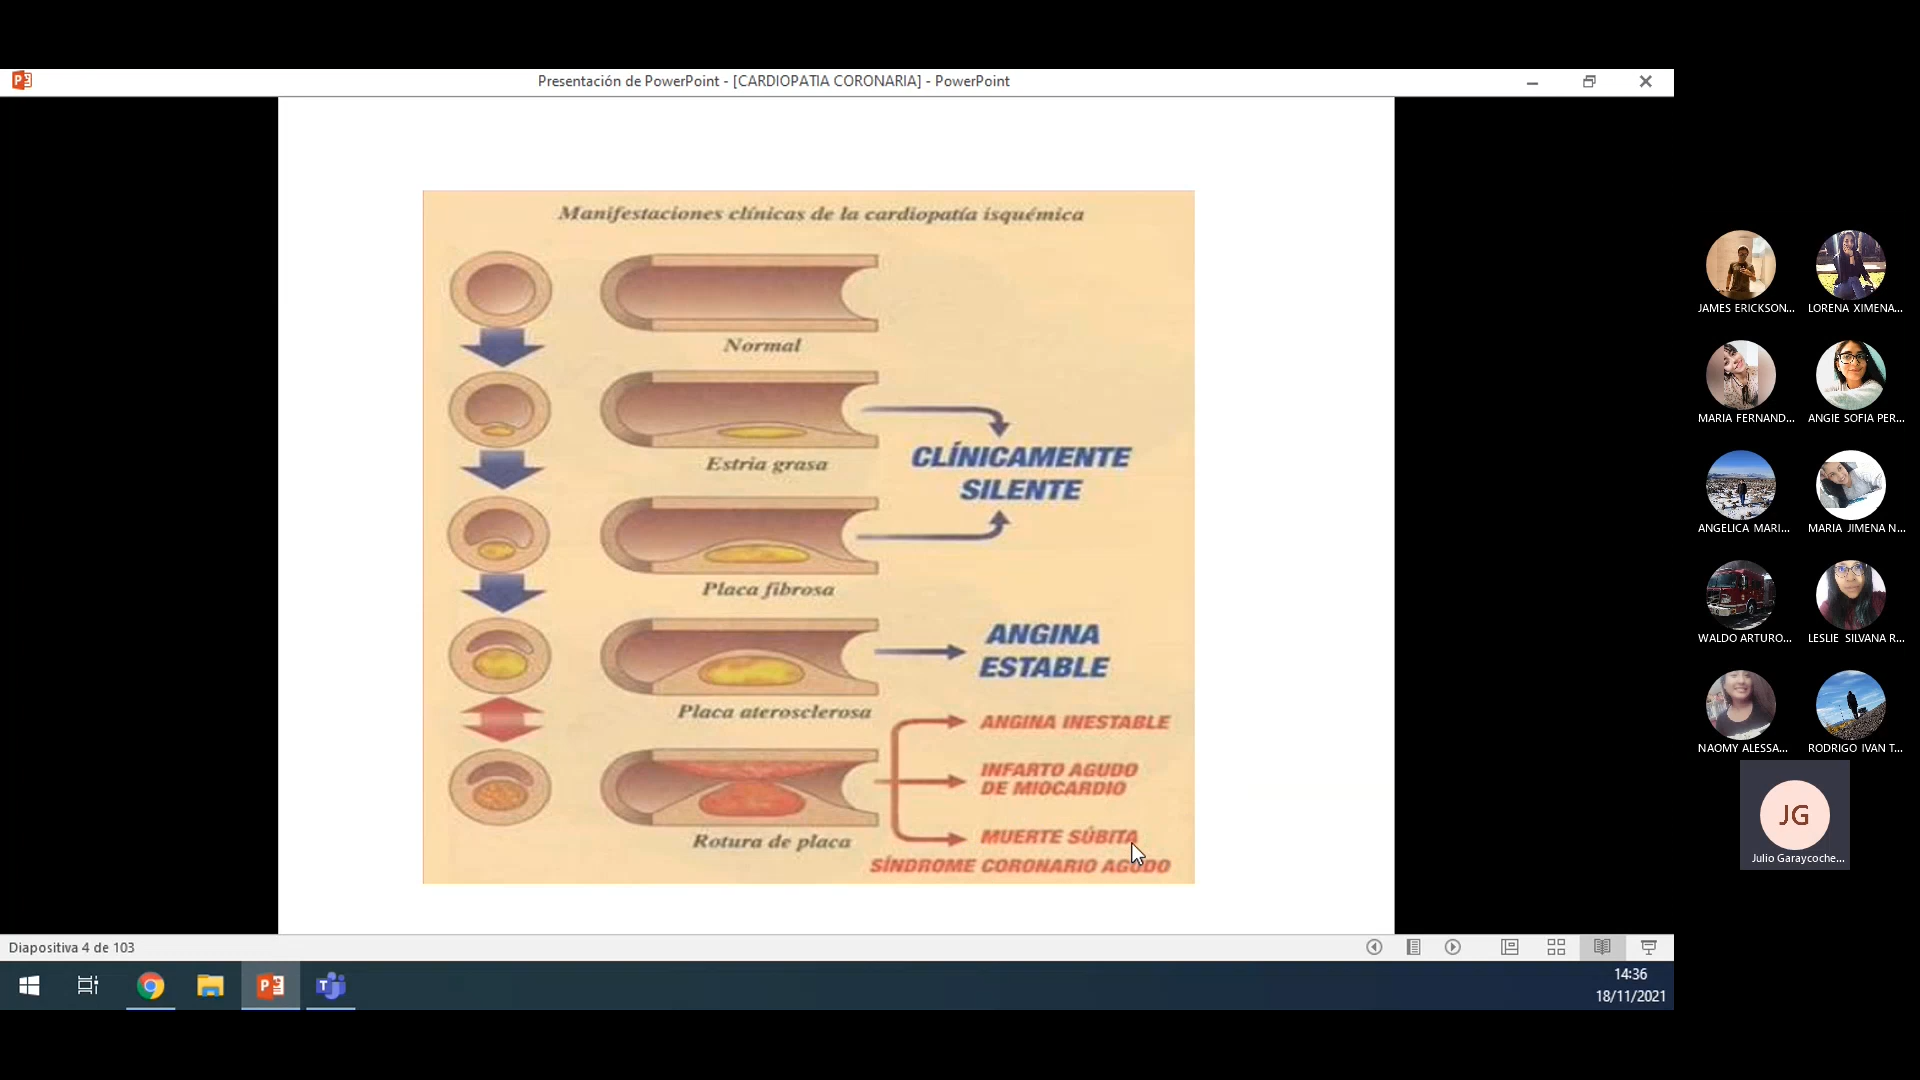 Presentación de PowerPoint - [CARDIOPATIA CORONARIA] - PowerPoint
Manifestaciones clínicas de la cardiopatía isquémica
Normal
Estria grasa
CLÍNICAMENTE
SILENTE
Placa fibrosa
ANGINA
ESTABLE
Placa aterosclerosa
ANGINA INESTABLE
INFARTO AGUDO
DE MIOCARDIO
Rotura de placa
MUERTE SÚBITA
SÍNDROME CORONARIO AGUDO
JAMES ERICKSON...
LORENA XIMENA...
MARIA FERNAND...
ANGIE SOFIA PER...
ANGELICA MARI...
MARIA JIMENA N...
WALDO ARTURO...
LESLIE SILVANA R...
NAOMY ALESSA...
RODRIGO IVAN T...
JG
Julio Garaycoche...
Diapositiva 4 de 103
14:36
18/11/2021